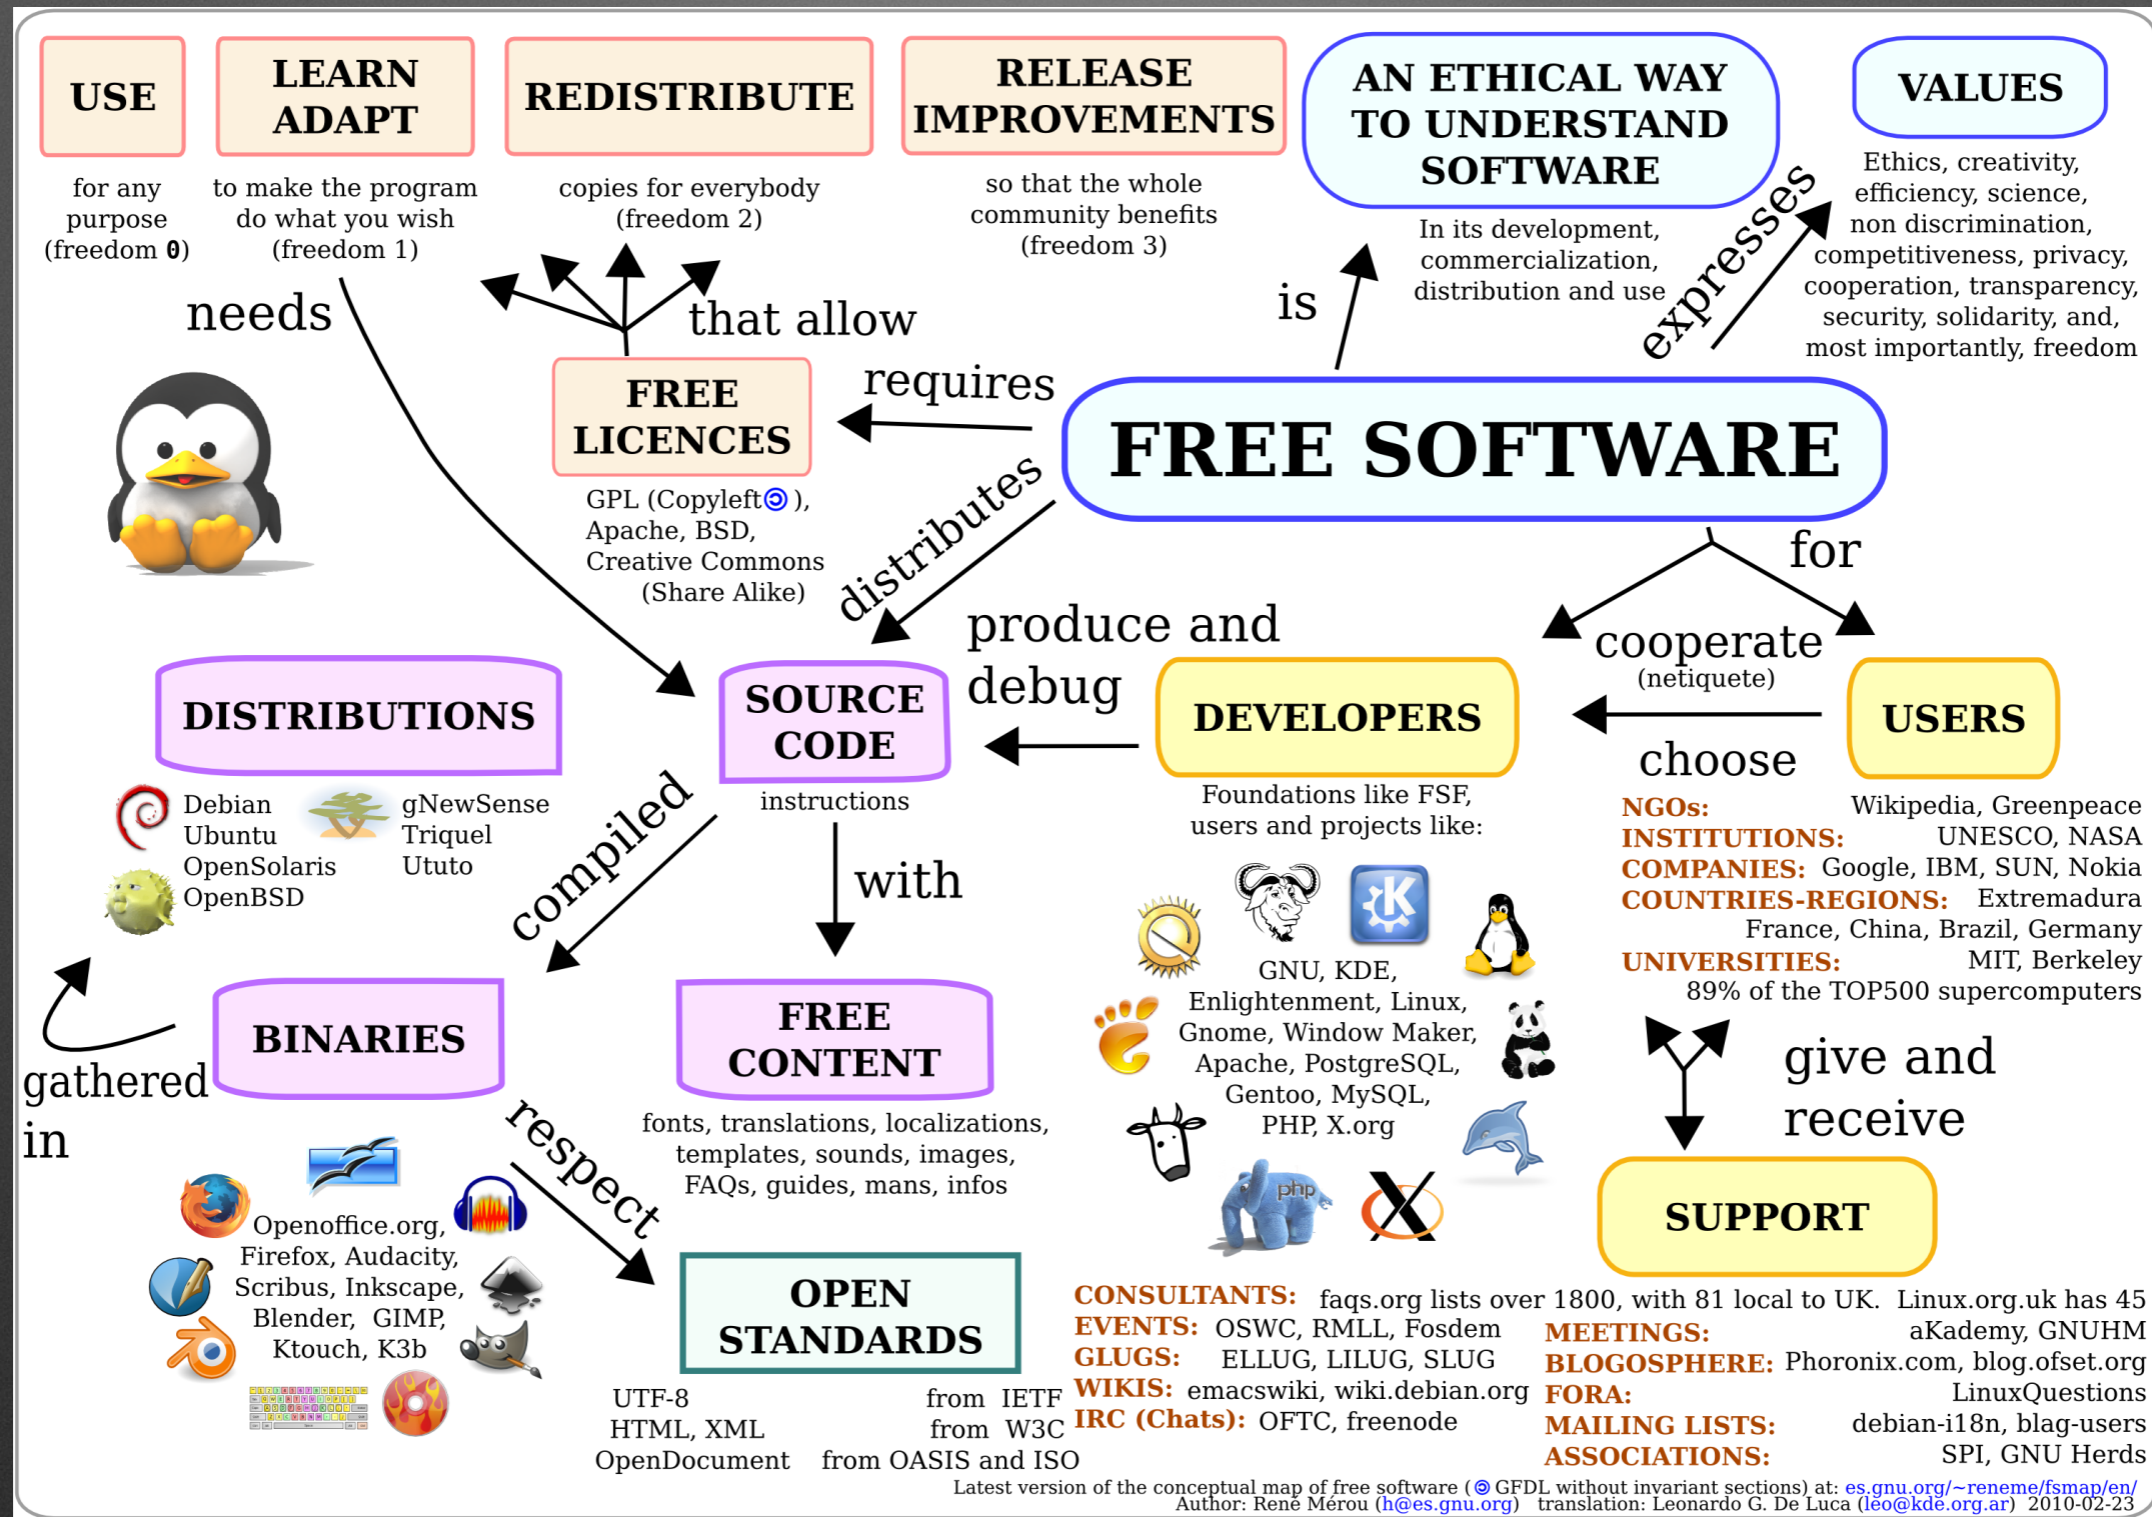 USE
for any
purpose
(freedom 0)
LEARN
ADAPT
to make the program
do what you wish
(freedom 1)
REDISTRIBUTE
copies for everybody
(freedom 2)
RELEASE
IMPROVEMENTS
so that the whole
community benefits
(freedom 3)
AN ETHICAL WAY
TO UNDERSTAND
SOFTWARE
In its development,
commercialization,
distribution and use
VALUES
Ethics, creativity,
efficiency, science,
non discrimination,
competitiveness, privacy,
cooperation, transparency,
security, solidarity, and,
most importantly, freedom
needs
that allow
is
expresses
FREE
LICENCES
GPL (Copyleft),
Apache, BSD,
Creative Commons
(Share Alike)
requires
FREE SOFTWARE
distributes
for
DISTRIBUTIONS
Debian
Ubuntu
OpenSolaris
OpenBSD
gNewSense
Triquel
Ututo
SOURCE
CODE
instructions
produce and
debug
DEVELOPERS
Foundations like FSF,
users and projects like:
GNU, KDE,
Enlightenment, Linux,
Gnome, Window Maker,
Apache, PostgreSQL,
Gentoo, MySQL,
PHP, X.org
php
cooperate
(netiquete)
choose
USERS
NGOs: Wikipedia, Greenpeace
INSTITUTIONS: UNESCO, NASA
COMPANIES: Google, IBM, SUN, Nokia
COUNTRIES-REGIONS: Extremadura
France, China, Brazil, Germany
UNIVERSITIES: MIT, Berkeley
89% of the TOP500 supercomputers
compiled
with
gathered
in
BINARIES
Openoffice.org,
Firefox, Audacity,
Scribus, Inkscape,
Blender, GIMP,
Ktouch, K3b
respect
FREE
CONTENT
fonts, translations, localizations,
templates, sounds, images,
FAQs, guides, mans, infos
OPEN
STANDARDS
UTF-8 from IETF
HTML, XML from W3C
OpenDocument from OASIS and ISO
give and
receive
SUPPORT
CONSULTANTS: faqs.org lists over 1800, with 81 local to UK. Linux.org.uk has 45
EVENTS: OSWC, RMLL, Fosdem
GLUGS: ELLUG, LILUG, SLUG
WIKIS: emacswiki, wiki.debian.org
IRC (Chats): OFTC, freenode
MEETINGS: aKademy, GNUHM
BLOGOSPHERE: Phoronix.com, blog.ofset.org
FORA: LinuxQuestions
MAILING LISTS: debian-i18n, blag-users
ASSOCIATIONS: SPI, GNU Herds
Latest version of the conceptual map of free software ( GFDL without invariant sections) at: es.gnu.org/~reneme/fsmap/en/
Author: René Mérou (h@es.gnu.org) translation: Leonardo G. De Luca (leo@kde.org.ar) 2010-02-23